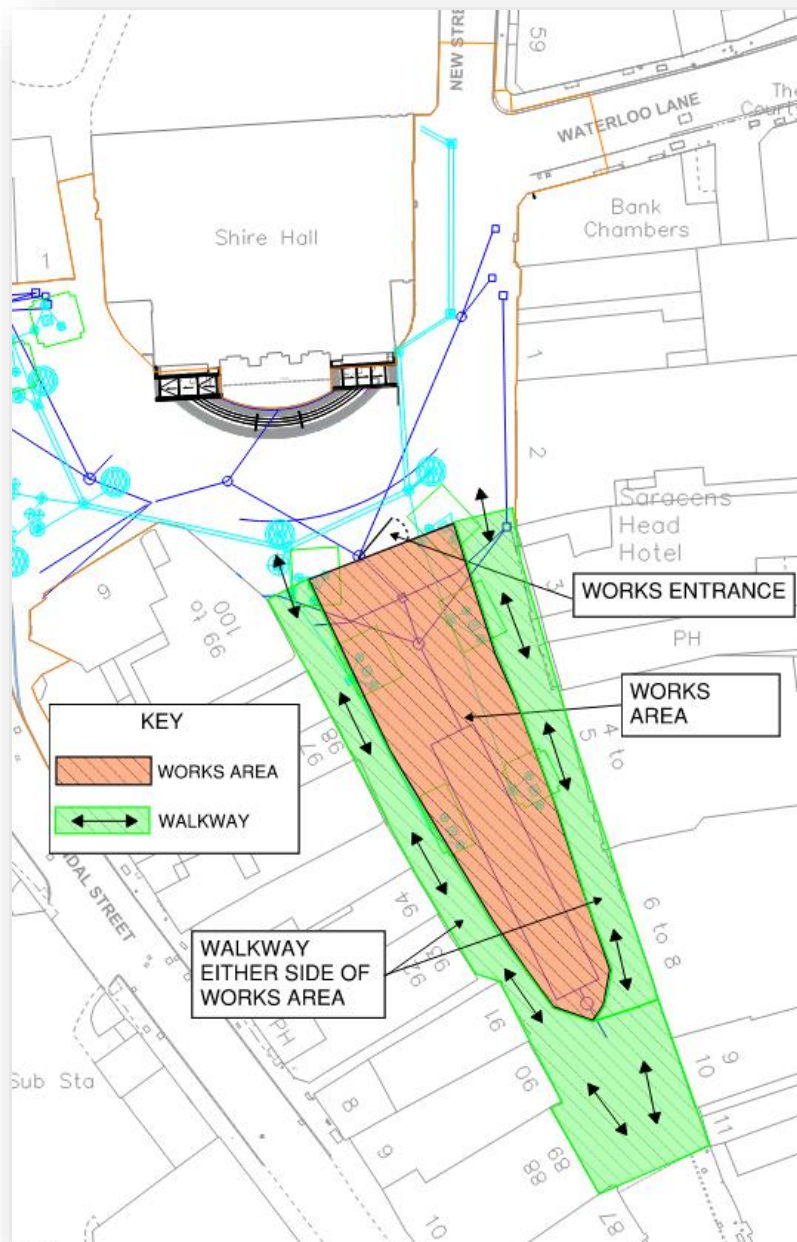 NEW STRE
59
WATERLOO LANE
The
Court
Shire Hall
Bank
Chambers
1
1
2
Saracens
Head
Hotel
WORKS ENTRANCE
3
PH
9
99 to
100
WORKS
AREA
KEY
WORKS AREA
WALKWAY
98
97
4 to
5
DAL STREET
94
WALKWAY
EITHER SIDE OF
WORKS AREA
93
92
6 to 8
PH
91
Sub Sta
90
9
10
11
8
9
10
89
88
87